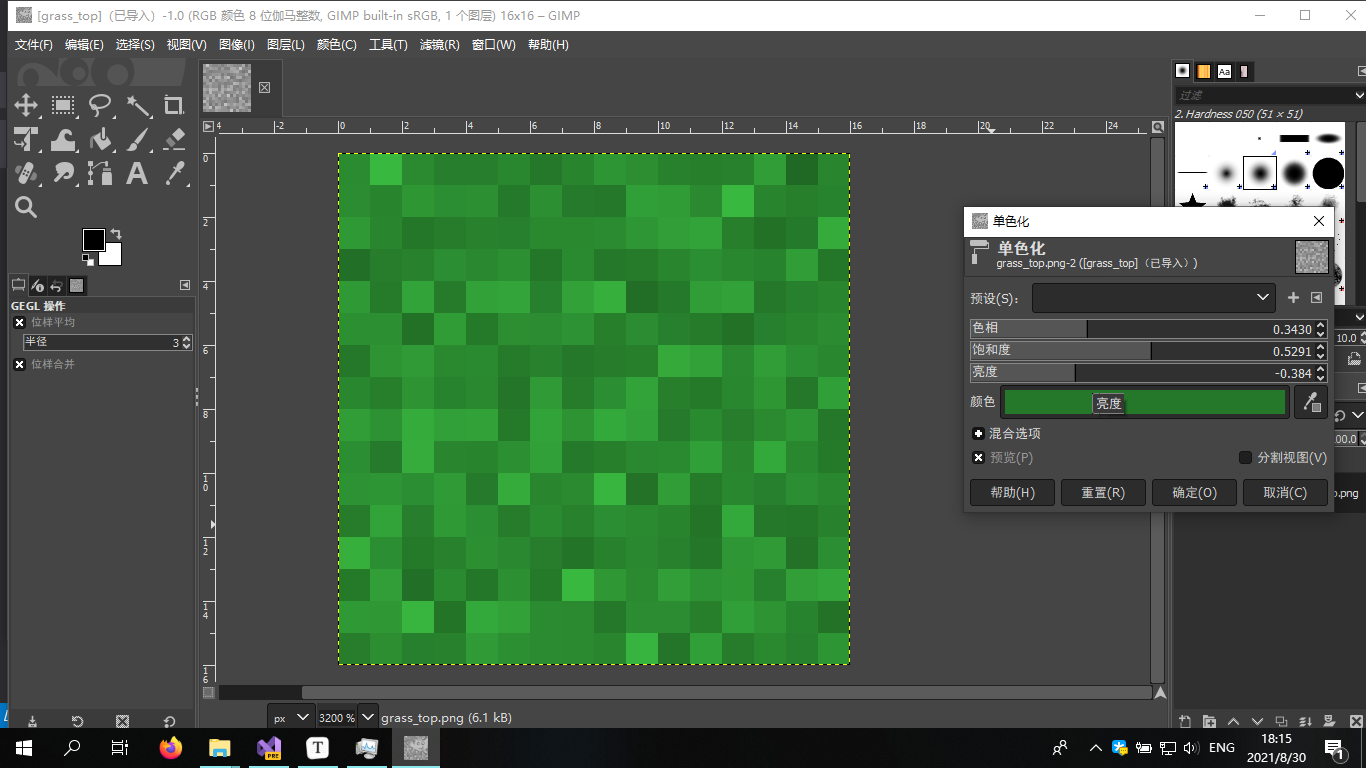 [grass_top]（已导入）-1.0 (RGB 颜色 8 位伽马整数, GIMP built-in sRGB, 1 个图层) 16x16 – GIMP
文件(F) 编辑(E) 选择(S) 视图(V) 图像(I) 图层(L) 颜色(C) 工具(T) 滤镜(R) 窗口(W) 帮助(H)
Aa
过滤
2. Hardness 050 (51 × 51)
-2 0 2 4 6 8 10 12 14 16 18 20 22 24
0
2
4
6
8
10
12
14
16
GEGL 操作
位样平均
半径 3
位样合并
单色化
单色化
grass_top.png-2 ([grass_top]（已导入）)
预设(S)：
色相 0.3430
饱和度 0.5291
亮度 -0.384
颜色
亮度
混合选项
预览(P) 分割视图(V)
帮助(H) 重置(R) 确定(O) 取消(C)
10.0
px 3200 % grass_top.png (6.1 kB)
PRE
T
ENG
18:15
2021/8/30
1